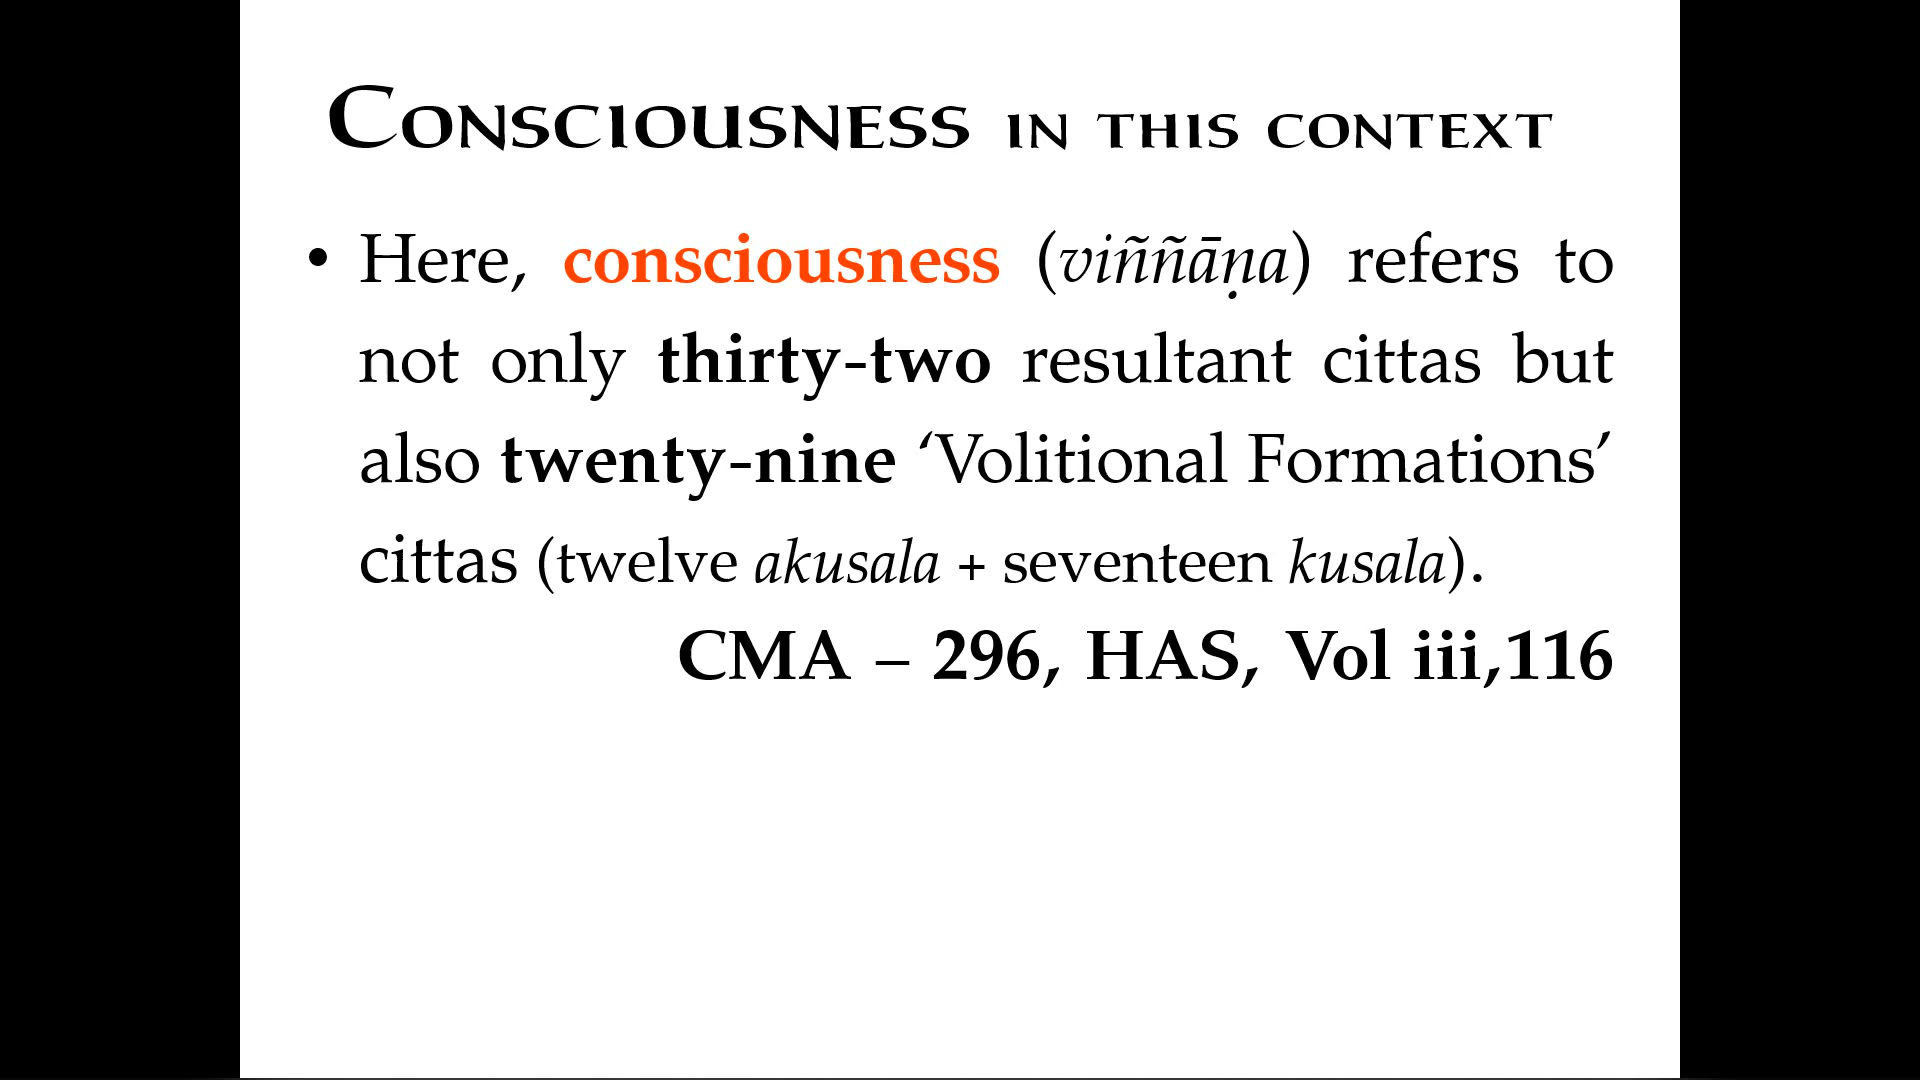 Consciousness in this context
• Here, consciousness (viññāṇa) refers to
not only thirty-two resultant cittas but
also twenty-nine ‘Volitional Formations’
cittas (twelve akusala + seventeen kusala).
CMA – 296, HAS, Vol iii,116